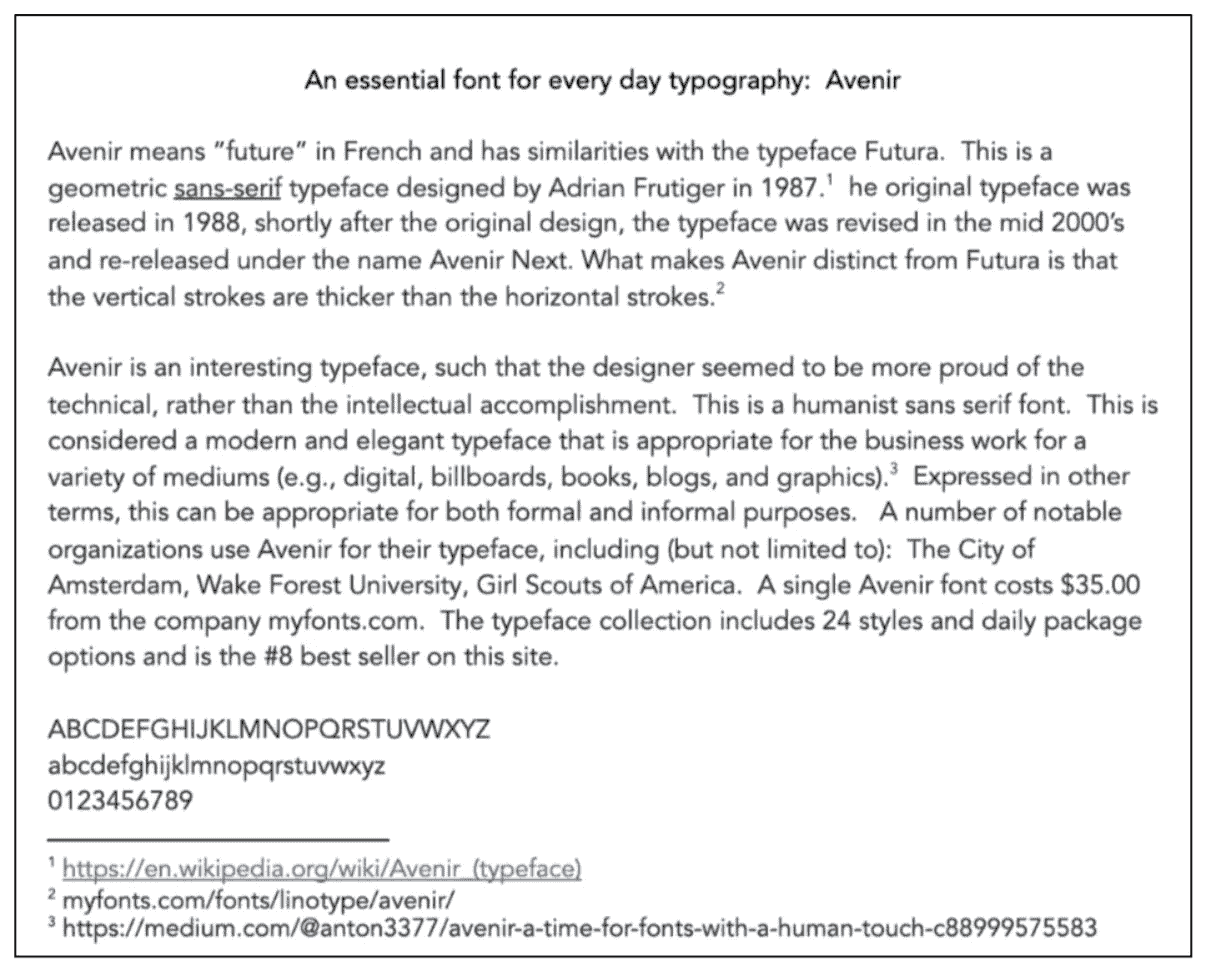 An essential font for every day typography:  Avenir
Avenir means "future" in French and has similarities with the typeface Futura.  This is a
geometric sans-serif typeface designed by Adrian Frutiger in 1987.¹  he original typeface was
released in 1988, shortly after the original design, the typeface was revised in the mid 2000's
and re-released under the name Avenir Next. What makes Avenir distinct from Futura is that
the vertical strokes are thicker than the horizontal strokes.²
Avenir is an interesting typeface, such that the designer seemed to be more proud of the
technical, rather than the intellectual accomplishment.  This is a humanist sans serif font.  This is
considered a modern and elegant typeface that is appropriate for the business work for a
variety of mediums (e.g., digital, billboards, books, blogs, and graphics).³  Expressed in other
terms, this can be appropriate for both formal and informal purposes.   A number of notable
organizations use Avenir for their typeface, including (but not limited to):  The City of
Amsterdam, Wake Forest University, Girl Scouts of America.  A single Avenir font costs $35.00
from the company myfonts.com.  The typeface collection includes 24 styles and daily package
options and is the #8 best seller on this site.
ABCDEFGHIJKLMNOPQRSTUVWXYZ
abcdefghijklmnopqrstuvwxyz
0123456789
¹ https://en.wikipedia.org/wiki/Avenir_(typeface)
² myfonts.com/fonts/linotype/avenir/
³ https://medium.com/@anton3377/avenir-a-time-for-fonts-with-a-human-touch-c88999575583